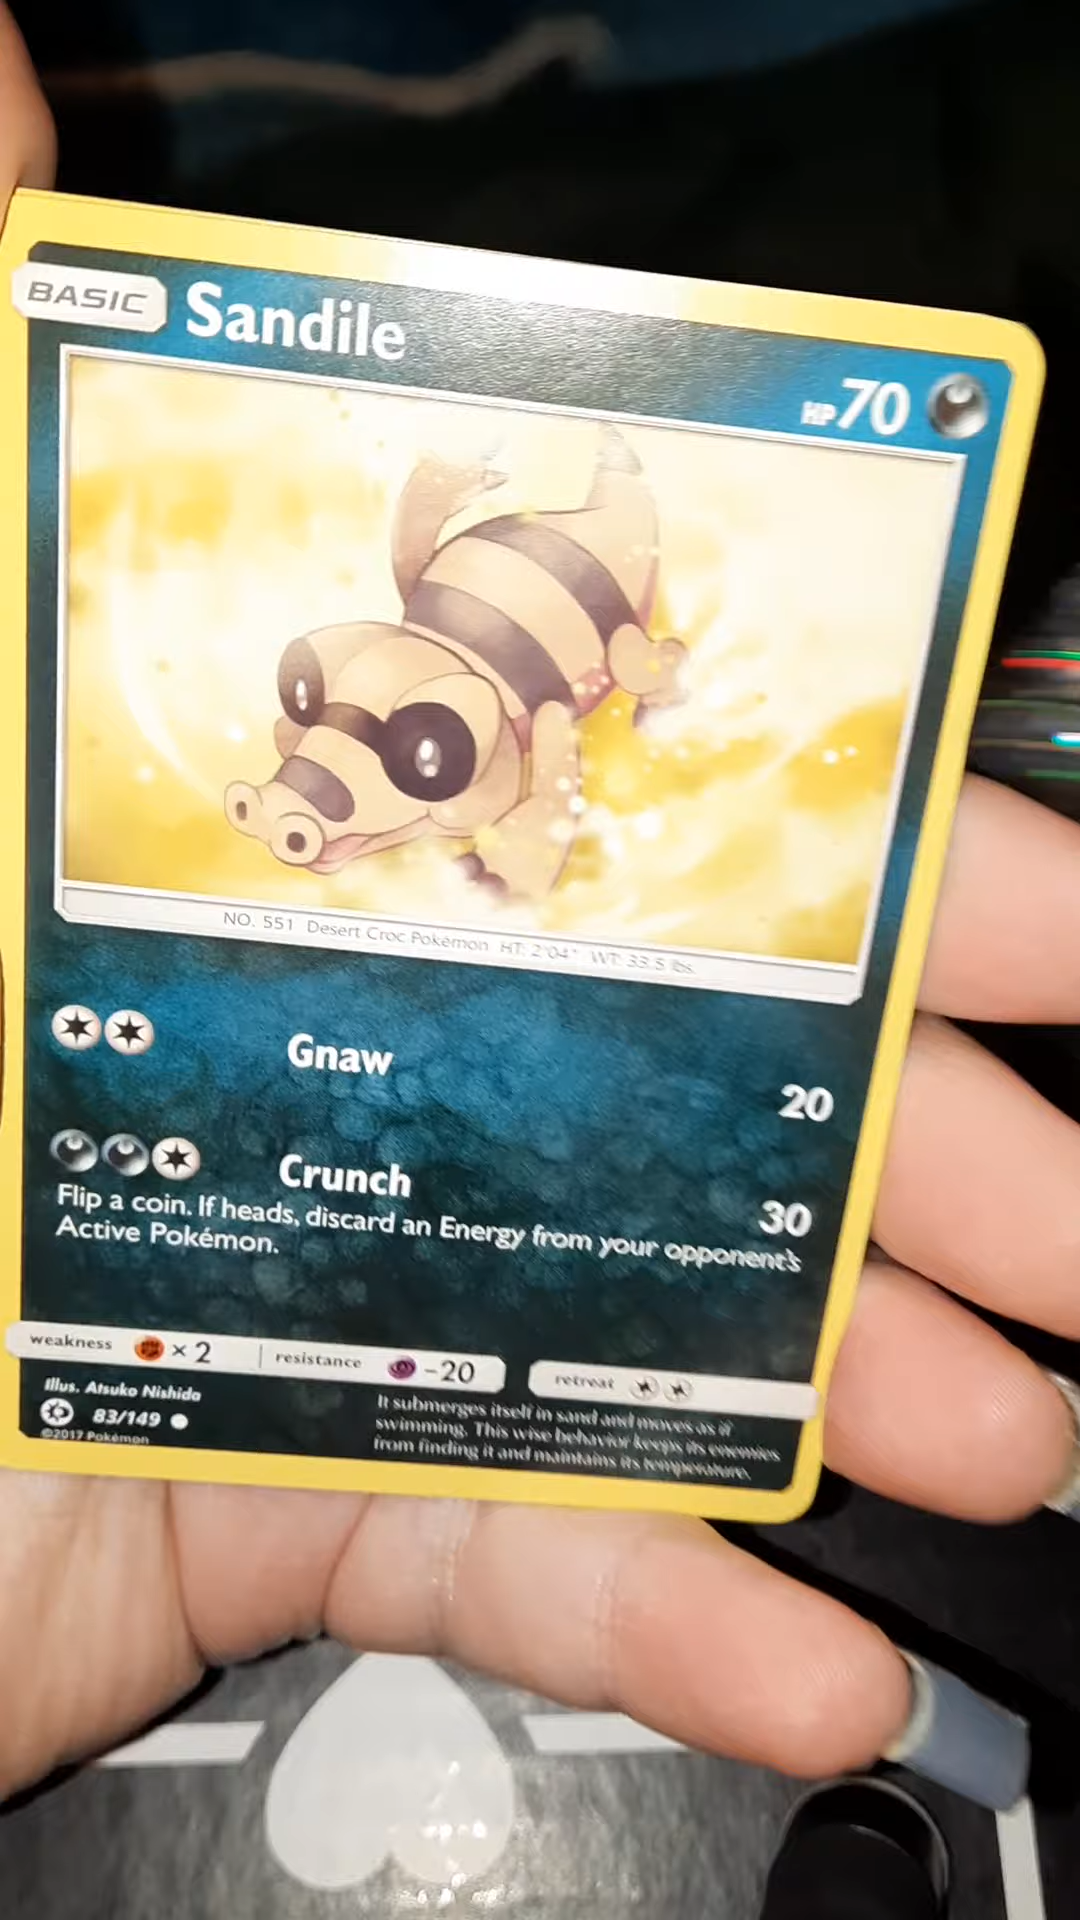 BASIC Sandile HP 70
NO. 551 Desert Croc Pokémon HT: 2'04" WT: 33.5 lbs.
Gnaw 20
Crunch 30
Flip a coin. If heads, discard an Energy from your opponent's
Active Pokémon.
weakness × 2 resistance -20 retreat
Illus. Atsuko Nishida
83/149
©2017 Pokémon
It submerges itself in sand and moves as if
swimming. This wise behavior keeps its enemies
from finding it and maintains its temperature.